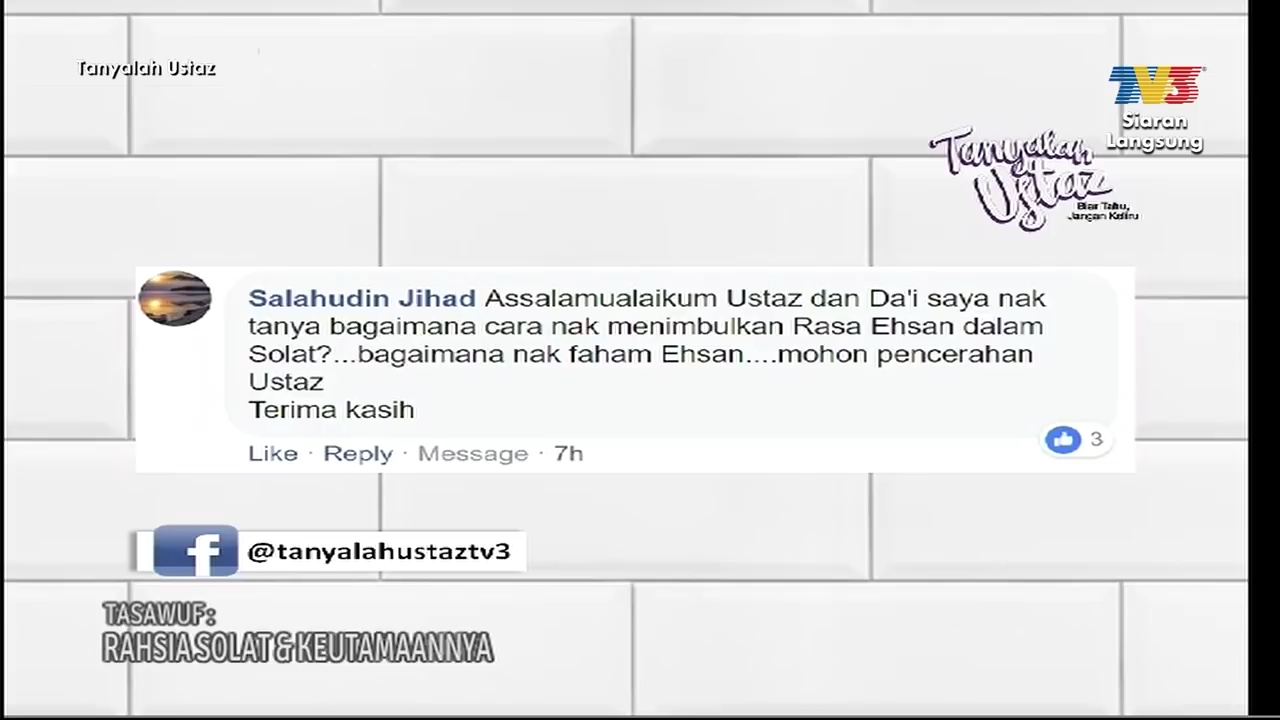 Tanyalah Ustaz
TV3
Siaran
Langsung
Tanyalah
Ustaz
Biar Tahu,
Jangan Keliru
Salahudin Jihad Assalamualaikum Ustaz dan Da'i saya nak
tanya bagaimana cara nak menimbulkan Rasa Ehsan dalam
Solat?...bagaimana nak faham Ehsan....mohon pencerahan
Ustaz
Terima kasih
3
Like · Reply · Message · 7h
f @tanyalahustaztv3
TASAWUF:
RAHSIA SOLAT & KEUTAMAANNYA